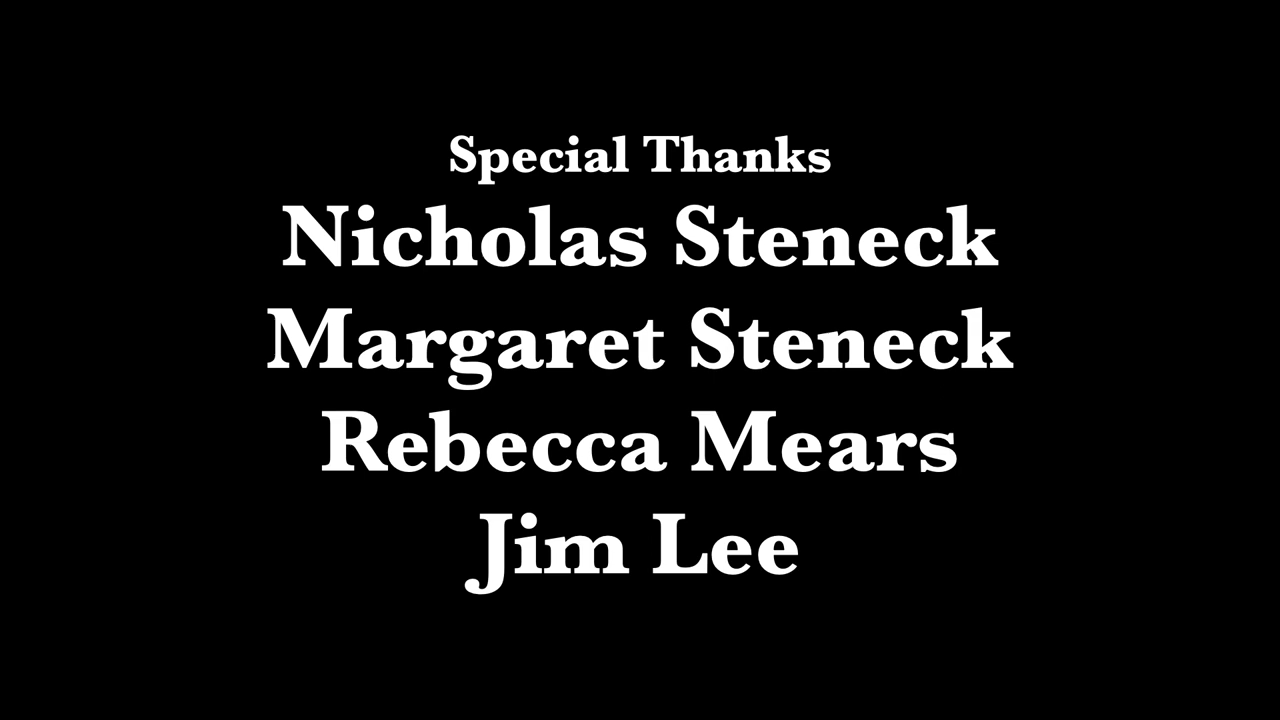 Special Thanks
Nicholas Steneck
Margaret Steneck
Rebecca Mears
Jim Lee